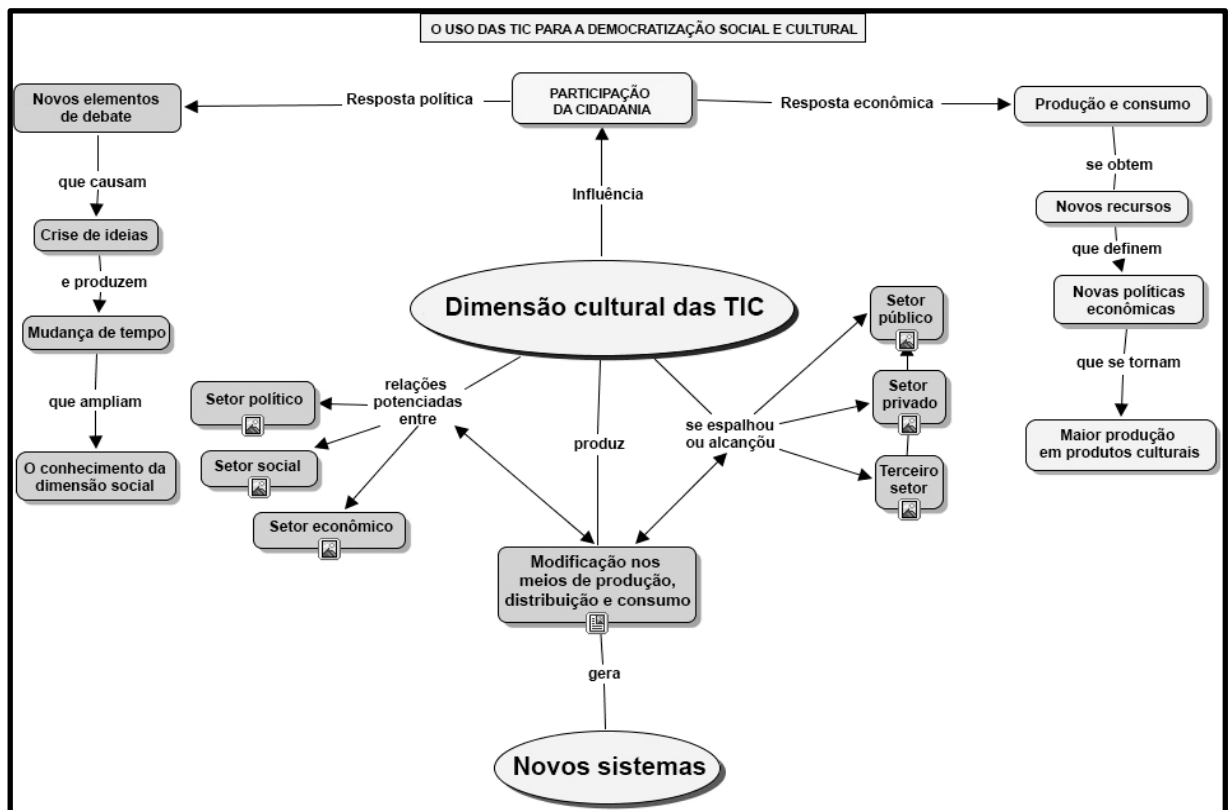 O USO DAS TIC PARA A DEMOCRATIZAÇÃO SOCIAL E CULTURAL
Novos elementos
de debate
Resposta política
PARTICIPAÇÃO
DA CIDADANIA
Resposta econômica
Produção e consumo
que causam
Influência
se obtem
Crise de ideias
Novos recursos
e produzem
que definem
Dimensão cultural das TIC
Setor
público
Novas políticas
econômicas
Mudança de tempo
que ampliam
relações
potenciadas
entre
Setor político
Setor social
Setor econômico
produz
se espalhou
ou alcançõu
Setor
privado
Terceiro
setor
que se tornam
Maior produção
em produtos culturais
O conhecimento da
dimensão social
Modificação nos
meios de produção,
distribuição e consumo
gera
Novos sistemas